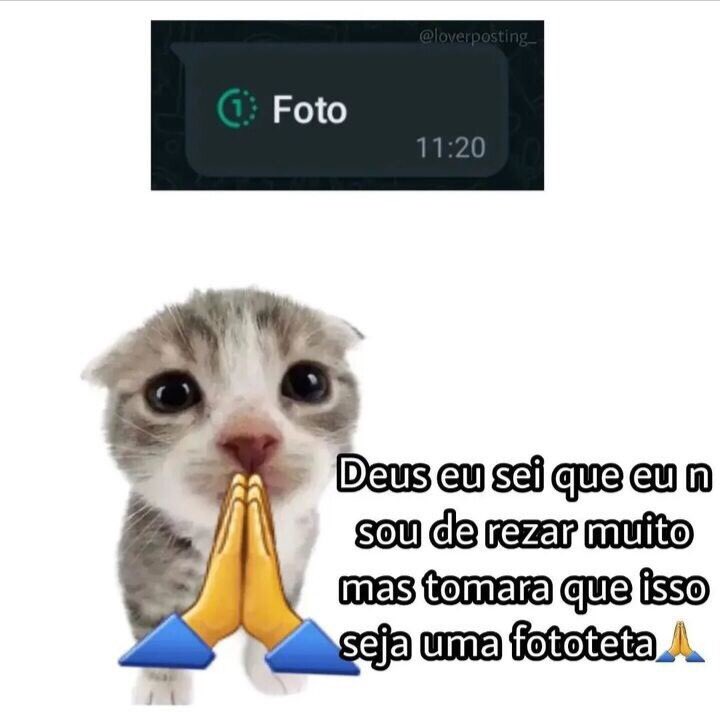 @loverposting_
1 Foto
11:20
Deus eu sei que eu n
sou de rezar muito
mas tomara que isso
seja uma fototeta🙏